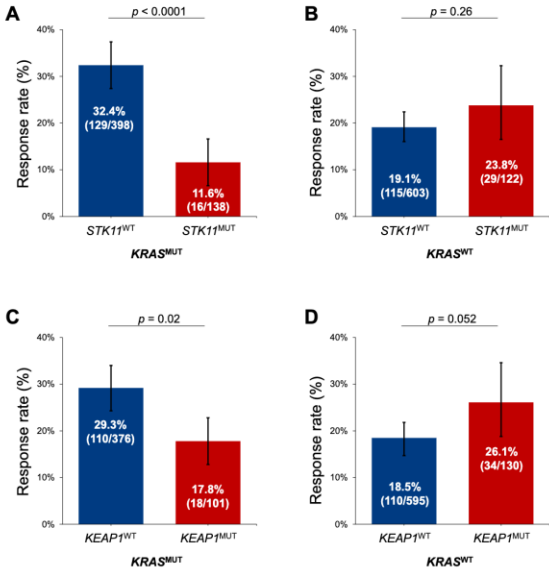 A
p < 0.0001
Response rate (%)
40%
30%
20%
10%
0%
32.4%
(129/398)
11.6%
(16/138)
STK11WT
STK11MUT
KRASMUT
B
p = 0.26
Response rate (%)
40%
30%
20%
10%
0%
19.1%
(115/603)
23.8%
(29/122)
STK11WT
STK11MUT
KRASWT
C
p = 0.02
Response rate (%)
40%
30%
20%
10%
0%
29.3%
(110/376)
17.8%
(18/101)
KEAP1WT
KEAP1MUT
KRASMUT
D
p = 0.052
Response rate (%)
40%
30%
20%
10%
0%
18.5%
(110/595)
26.1%
(34/130)
KEAP1WT
KEAP1MUT
KRASWT